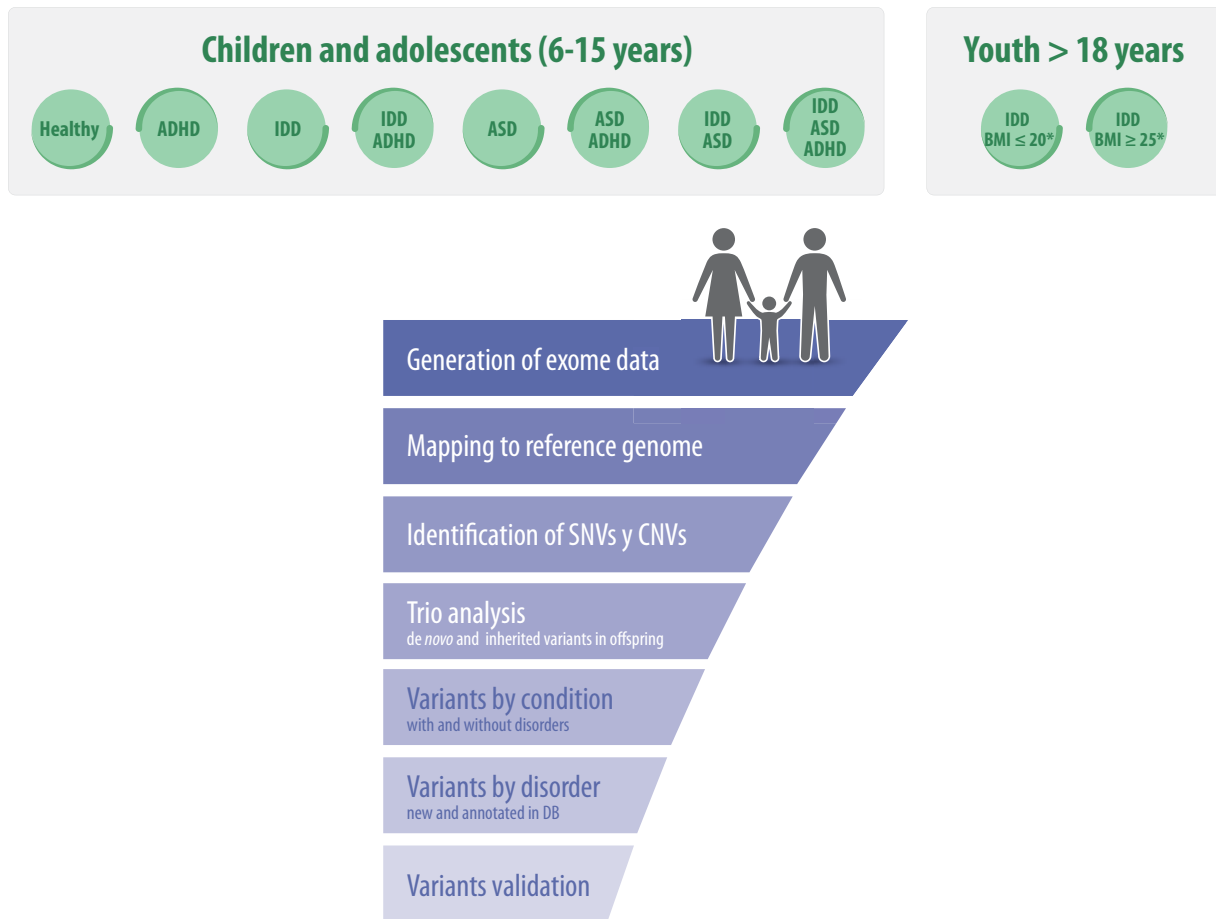 Children and adolescents (6-15 years)
Healthy
ADHD
IDD
IDD
ADHD
ASD
ASD
ADHD
IDD
ASD
IDD
ASD
ADHD
Youth > 18 years
IDD
BMI ≤ 20*
IDD
BMI ≥ 25*
Generation of exome data
Mapping to reference genome
Identification of SNVs y CNVs
Trio analysis
de novo and inherited variants in offspring
Variants by condition
with and without disorders
Variants by disorder
new and annotated in DB
Variants validation